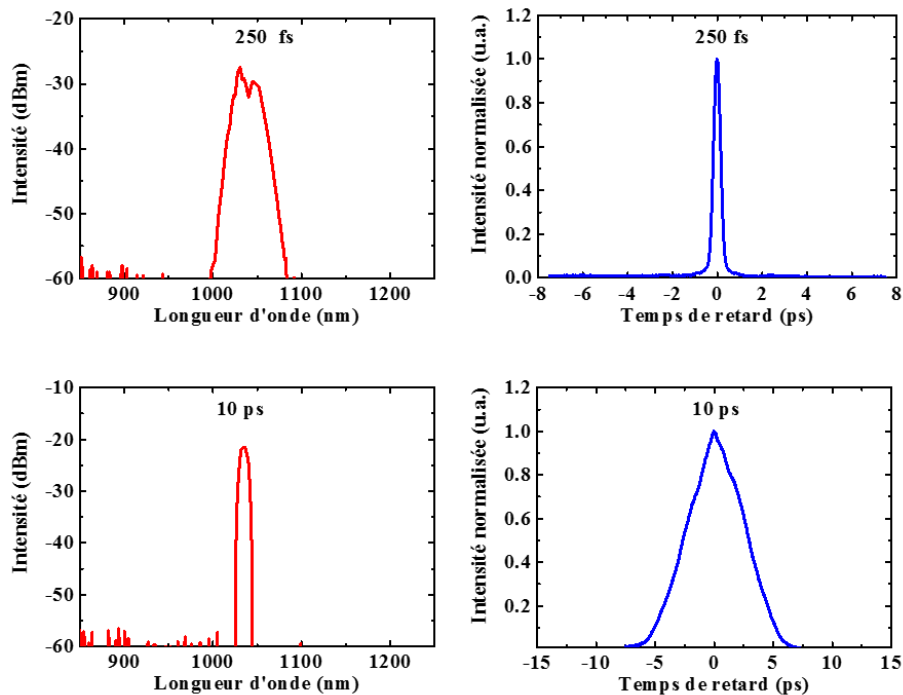 -20
-30
-40
-50
-60
900 1000 1100 1200
Intensité (dBm)
250 fs
Longueur d'onde (nm)
1.2
1.0
0.8
0.6
0.4
0.2
0.0
-8 -6 -4 -2 0 2 4 6 8
Intensité normalisée (u.a.)
250 fs
Temps de retard (ps)
-10
-20
-30
-40
-50
-60
900 1000 1100 1200
Intensité (dBm)
10 ps
Longueur d'onde (nm)
1.2
1.0
0.8
0.6
0.4
0.2
-15 -10 -5 0 5 10 15
Intensité normalisée (u.a.)
10 ps
Temps de retard (ps)